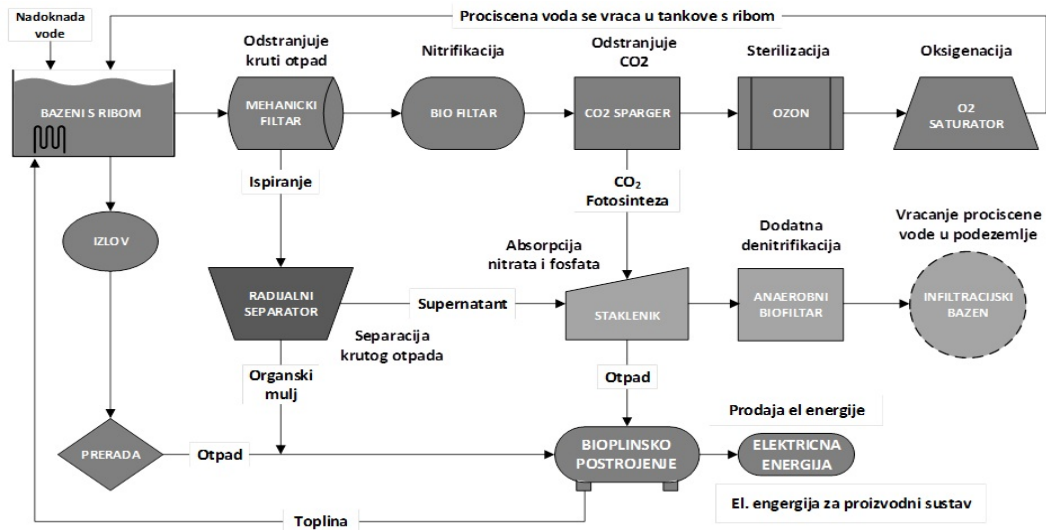 Nadoknada
vode
Prociscena voda se vraca u tankove s ribom
Odstranjuje
kruti otpad
Nitrifikacija
Odstranjuje
CO2
Sterilizacija
Oksigenacija
BAZENI S RIBOM
MEHANICKI
FILTAR
BIO FILTAR
CO2 SPARGER
OZON
O2
SATURATOR
Ispiranje
CO₂
Fotosinteza
IZLOV
Absorpcija
nitrata i fosfata
Dodatna
denitrifikacija
Vracanje prociscene
vode u podezemlje
RADIJALNI
SEPARATOR
Supernatant
STAKLENIK
ANAEROBNI
BIOFILTAR
INFILTRACIJSKI
BAZEN
Separacija
krutog otpada
Organski
mulj
Otpad
Prodaja el energije
PRERADA
Otpad
BIOPLINSKO
POSTROJENJE
ELEKTRICNA
ENERGIJA
El. engergija za proizvodni sustav
Toplina